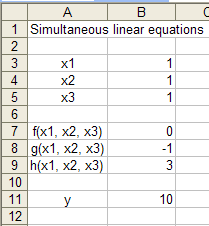 A B C
1 Simultaneous linear equations
2
3 x1 1
4 x2 1
5 x3 1
6
7 f(x1, x2, x3) 0
8 g(x1, x2, x3) -1
9 h(x1, x2, x3) 3
10
11 y 10
12